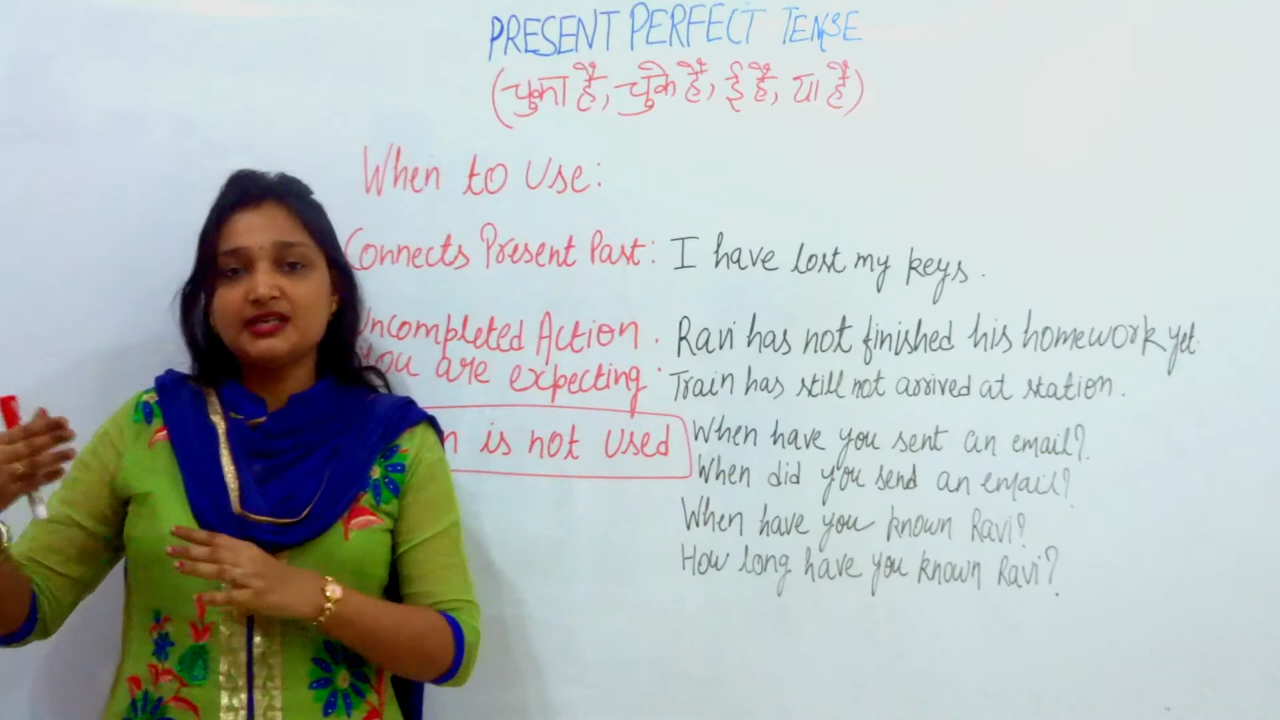 PRESENT PERFECT TENSE
(चुका है, चुके हैं, ई है, या है)
When to Use:
Connects Present Past: I have lost my keys.
Uncompleted Action. Ravi has not finished his homework yet.
You are expecting. Train has still not arrived at station.
n is not used When have you sent an email?
When did you send an email?
When have you known Ravi?
How long have you known Ravi?